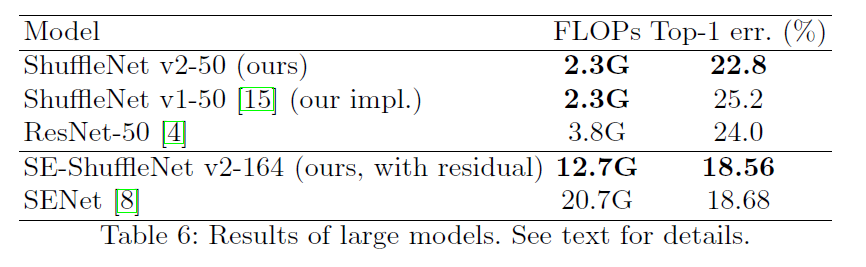 Model FLOPs Top-1 err. (%)
ShuffleNet v2-50 (ours) 2.3G 22.8
ShuffleNet v1-50 [15] (our impl.) 2.3G 25.2
ResNet-50 [4] 3.8G 24.0
SE-ShuffleNet v2-164 (ours, with residual) 12.7G 18.56
SENet [8] 20.7G 18.68
Table 6: Results of large models. See text for details.